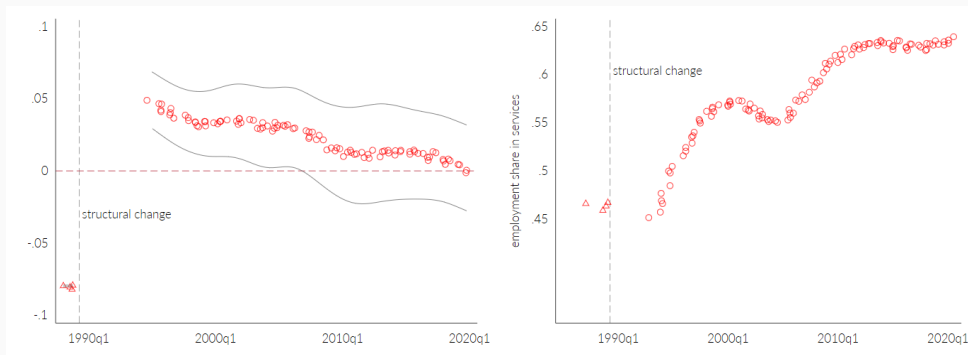 .1
.05
0
-.05
-.1
structural change
1990q1 2000q1 2010q1 2020q1
employment share in services
.65
.6
.55
.5
.45
structural change
1990q1 2000q1 2010q1 2020q1